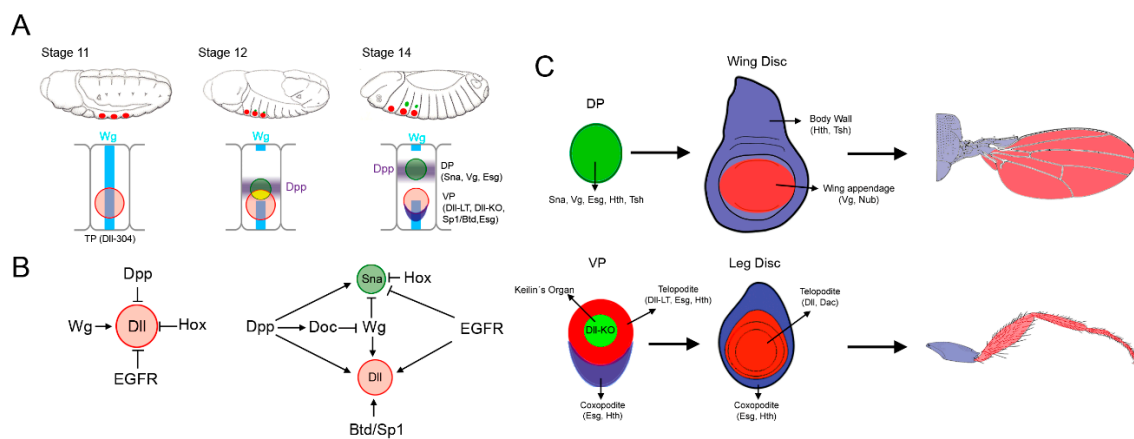 A
Stage 11
Stage 12
Stage 14
Wg
Wg
Wg
Dpp
Dpp
DP
(Sna, Vg, Esg)
VP
(Dll-LT, Dll-KO,
Sp1/Btd,Esg)
TP (Dll-304)
B
Dpp
Wg
Dll
Hox
EGFR
Sna
Hox
Dpp
Doc
Wg
EGFR
Dll
Btd/Sp1
C
Wing Disc
DP
Body Wall
(Hth, Tsh)
Sna, Vg, Esg, Hth, Tsh
Wing appendage
(Vg, Nub)
VP
Leg Disc
Keilin´s Organ
Telopodite
(Dll-LT, Esg, Hth)
Telopodite
(Dll, Dac)
Dll-KO
Coxopodite
(Esg, Hth)
Coxopodite
(Esg, Hth)